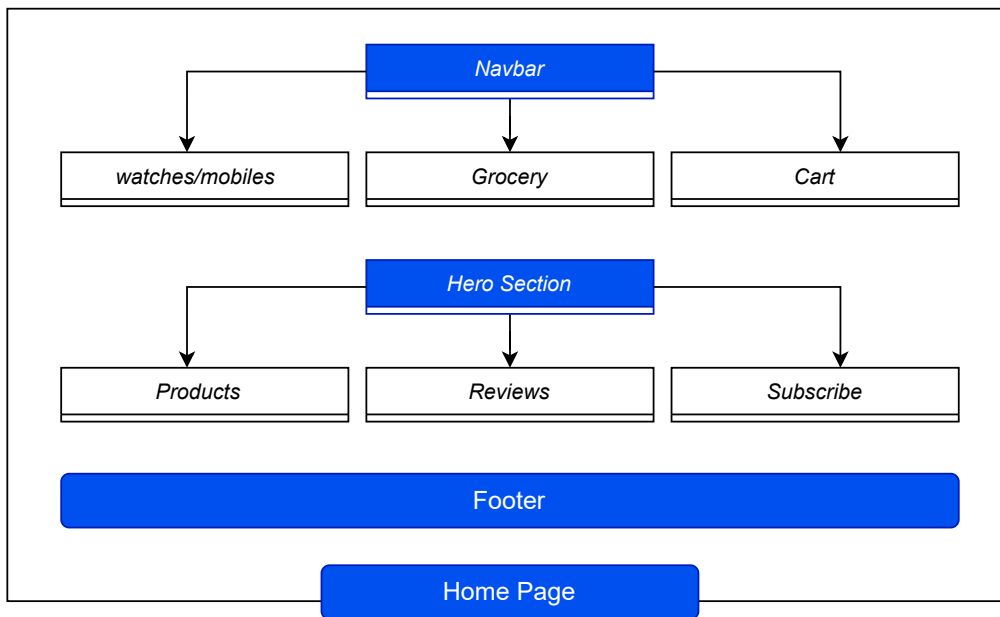 Navbar
watches/mobiles
Grocery
Cart
Hero Section
Products
Reviews
Subscribe
Footer
Home Page